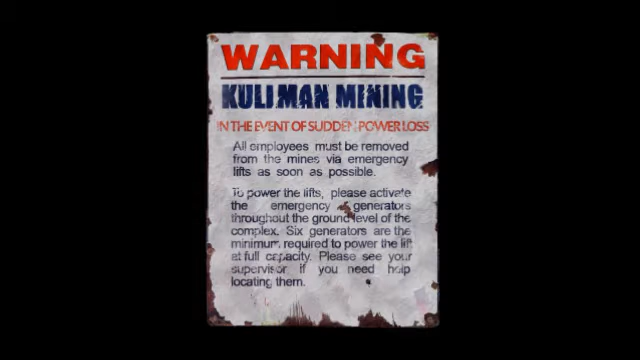 WARNING
KULLMAN MINING
IN THE EVENT OF SUDDEN POWER LOSS
All employees must be removed
from the mines via emergency
lifts as soon as possible.
To power the lifts, please activate
the emergency generators
throughout the ground level of the
complex. Six generators are the
minimum required to power the lift
at full capacity. Please see your
supervisor if you need help
locating them.